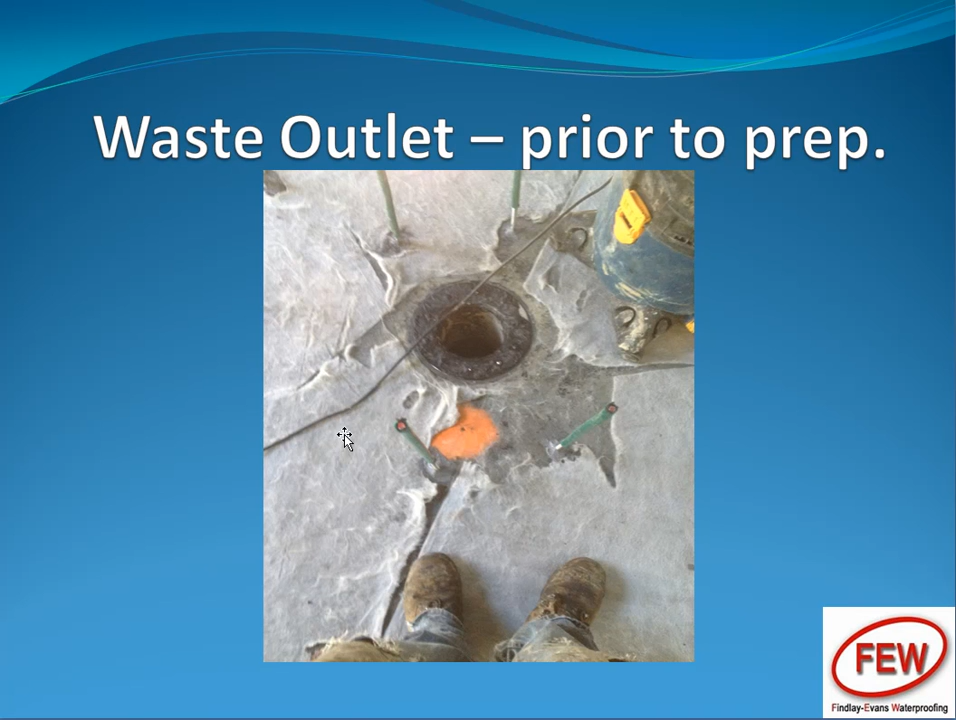 Waste Outlet – prior to prep.
FEW
Findlay-Evans Waterproofing